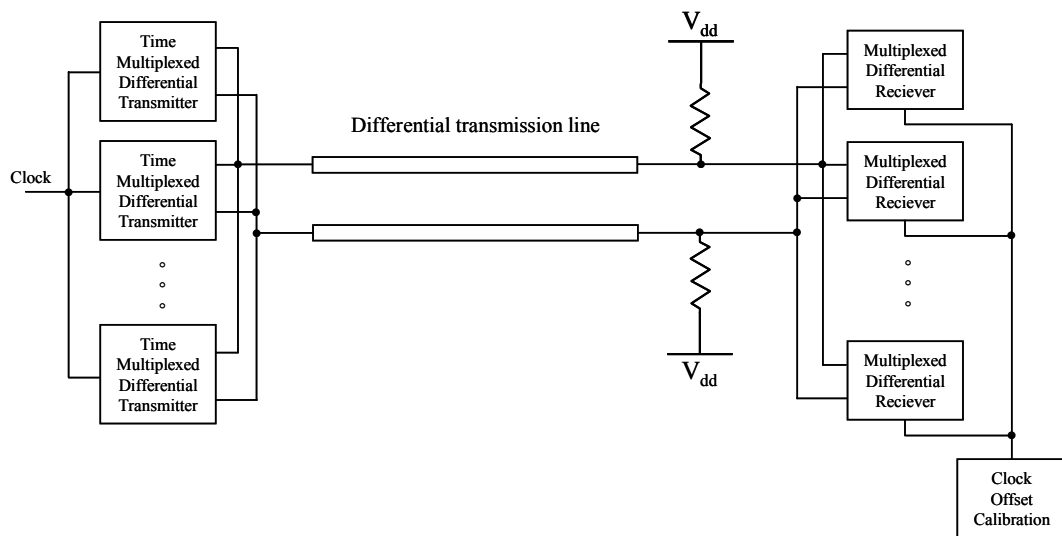 Time
Multiplexed
Differential
Transmitter
Time
Multiplexed
Differential
Transmitter
Time
Multiplexed
Differential
Transmitter
Clock
Differential transmission line
Vdd
Vdd
Multiplexed
Differential
Reciever
Multiplexed
Differential
Reciever
Multiplexed
Differential
Reciever
Clock
Offset
Calibration